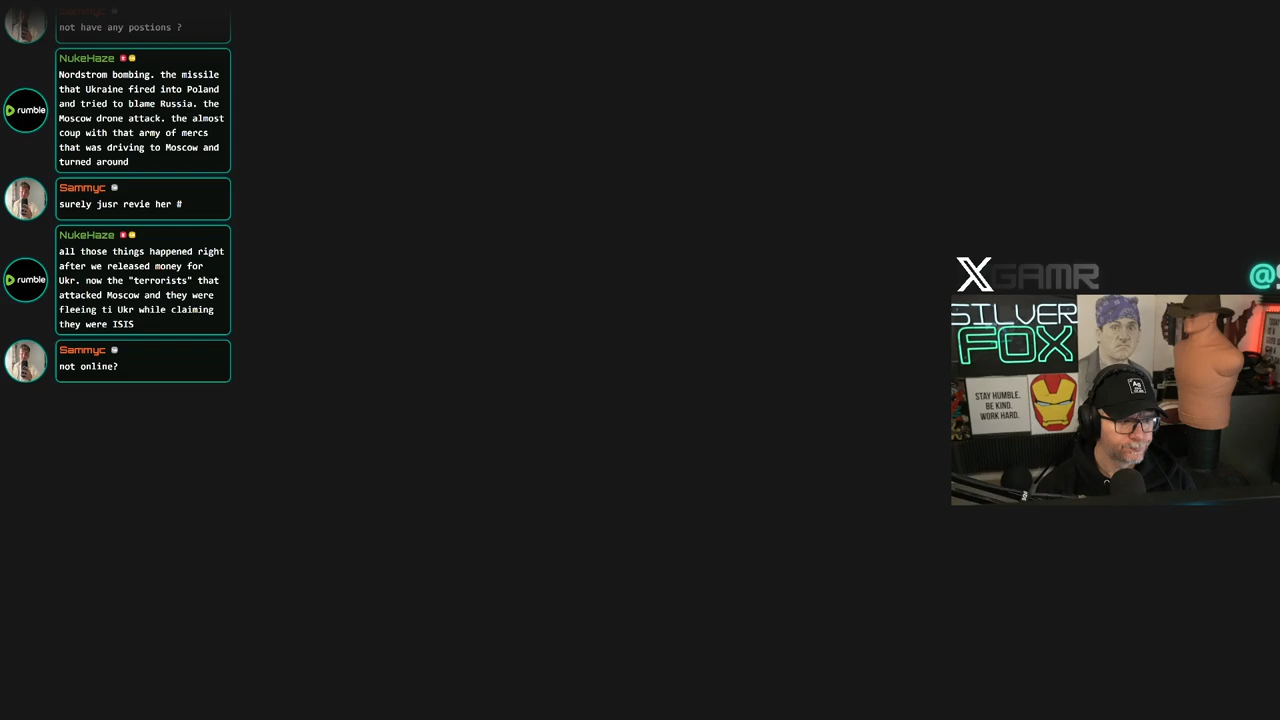 not have any postions ?
NukeHaze
Nordstrom bombing. the missile
that Ukraine fired into Poland
and tried to blame Russia. the
Moscow drone attack. the almost
coup with that army of mercs
that was driving to Moscow and
turned around
rumble
Sammyc
surely jusr revie her #
NukeHaze
all those things happened right
after we released money for
Ukr. now the "terrorists" that
attacked Moscow and they were
fleeing ti Ukr while claiming
they were ISIS
rumble
Sammyc
not online?
XGAMR
@
SILVER
FOX
STAY HUMBLE.
BE KIND.
WORK HARD.
Ag